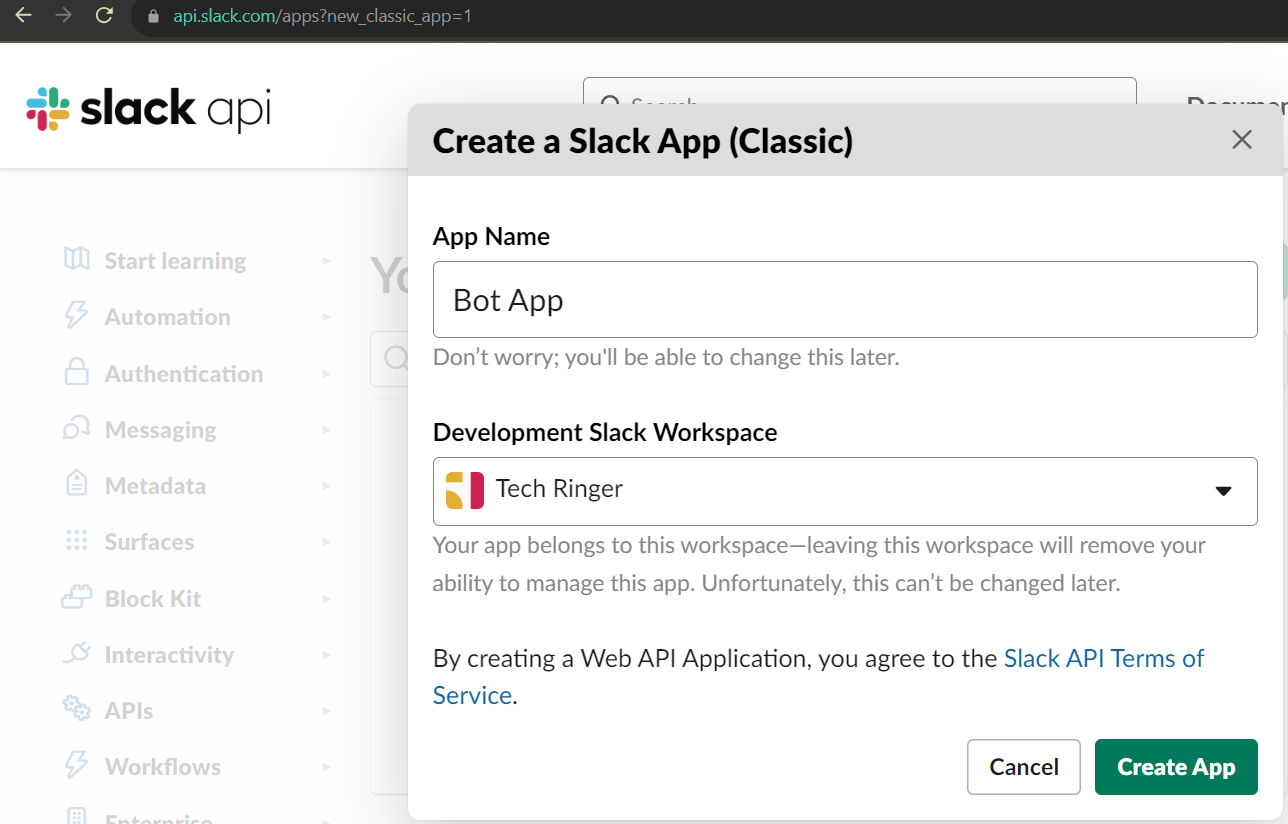 api.slack.com/apps?new_classic_app=1
slack api
Search
Create a Slack App (Classic)
Start learning
Automation
Authentication
Messaging
Metadata
Surfaces
Block Kit
Interactivity
APIs
Workflows
Enterprise
App Name
Bot App
Don’t worry; you'll be able to change this later.
Development Slack Workspace
Tech Ringer
Your app belongs to this workspace—leaving this workspace will remove your
ability to manage this app. Unfortunately, this can’t be changed later.
By creating a Web API Application, you agree to the Slack API Terms of
Service.
Cancel
Create App